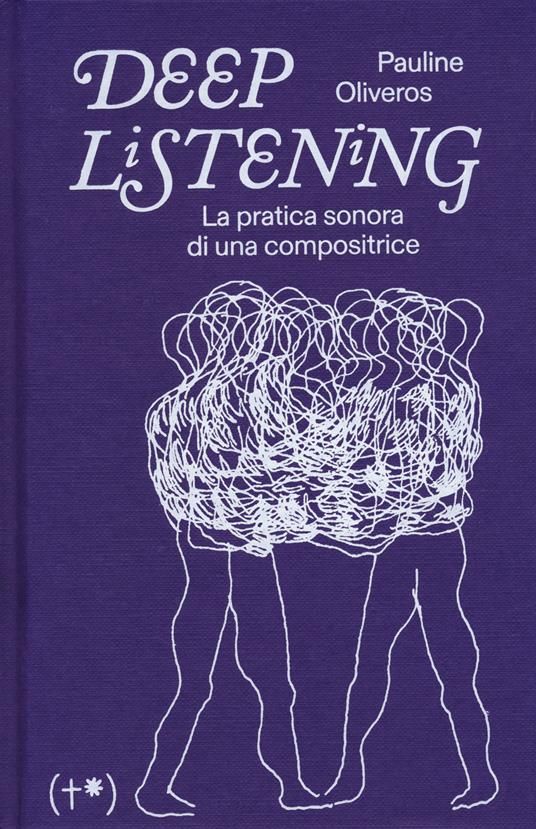 DEEP
LiSTENiNG
Pauline
Oliveros
La pratica sonora
di una compositrice
(†*)